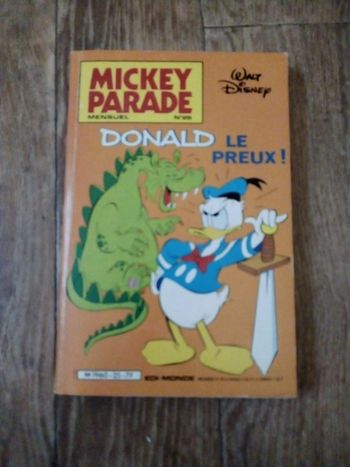 MICKEY
PARADE
MENSUEL
WALT
DISNEY
DONALD LE
PREUX!
EDI-MONDE